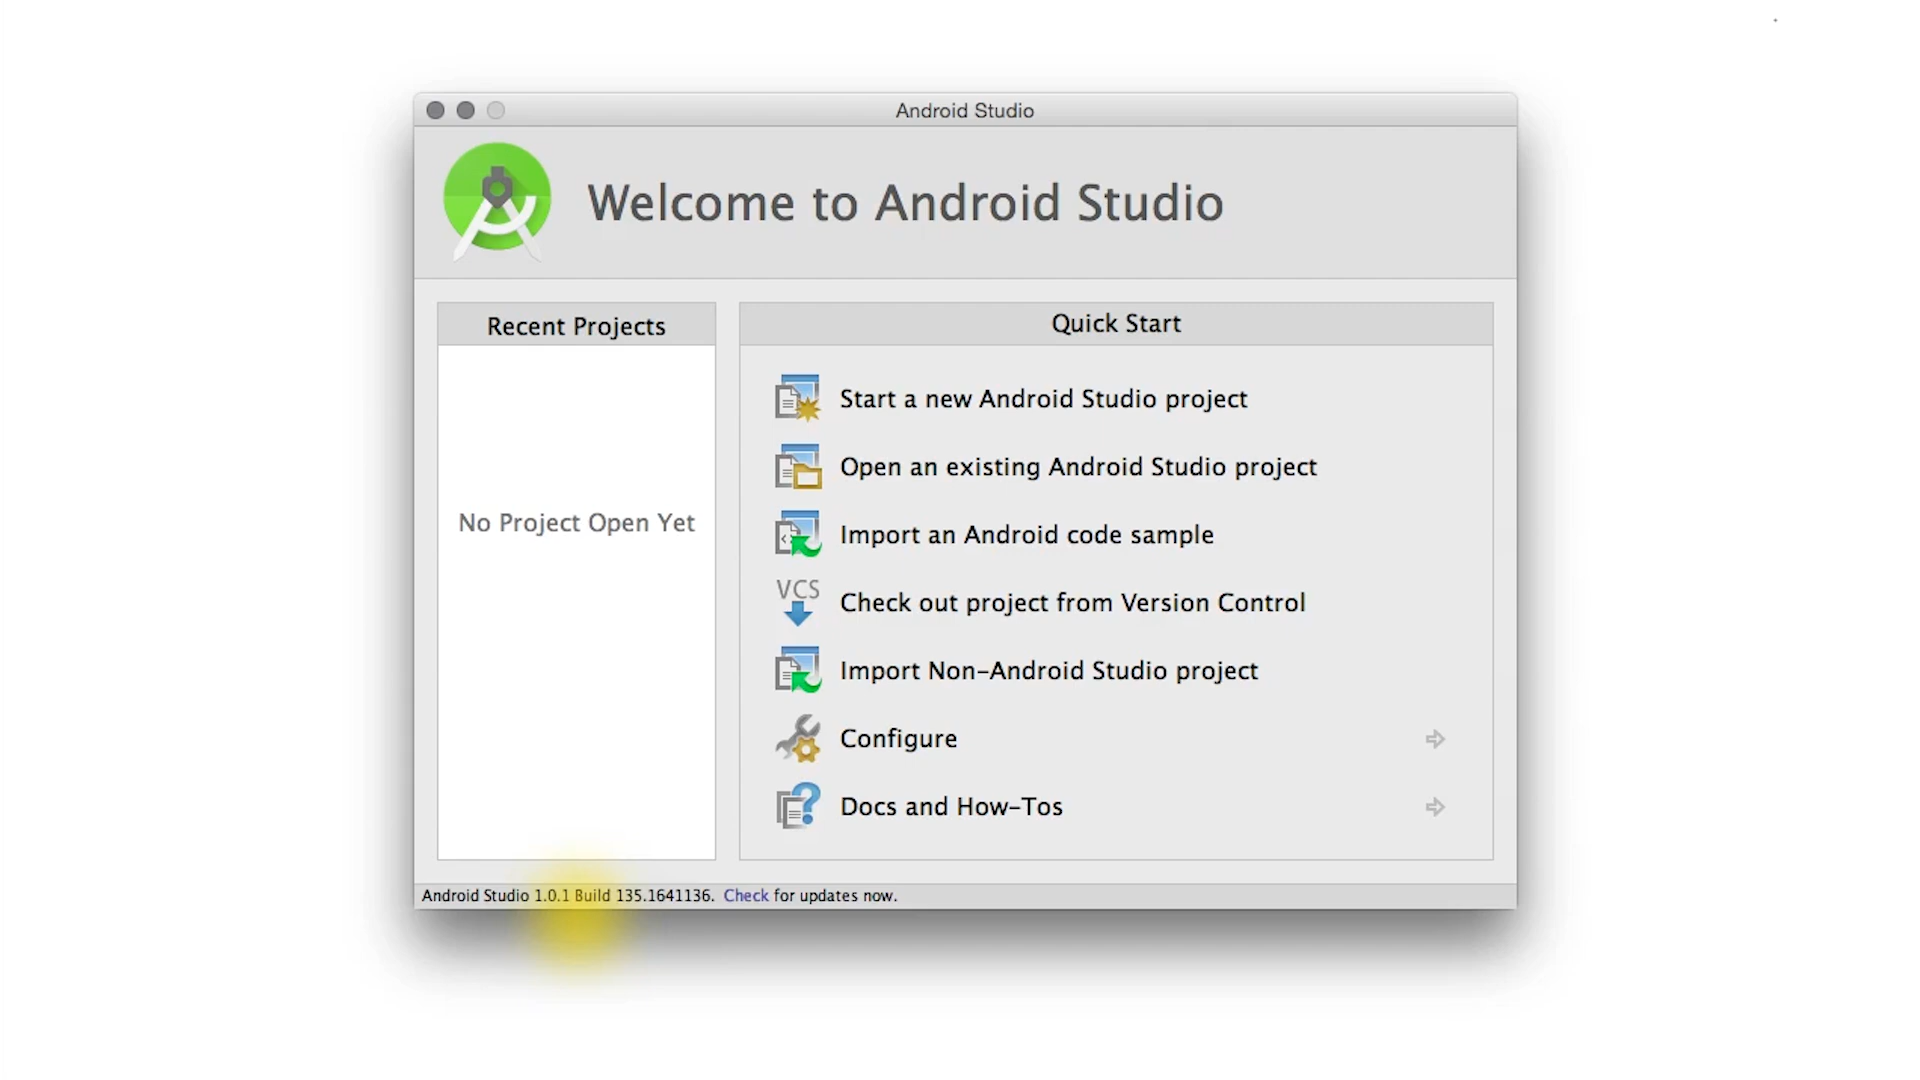 Android Studio
Welcome to Android Studio
Recent Projects
No Project Open Yet
Quick Start
Start a new Android Studio project
Open an existing Android Studio project
Import an Android code sample
VCS
Check out project from Version Control
Import Non-Android Studio project
Configure
Docs and How-Tos
Android Studio 1.0.1 Build 135.1641136. Check for updates now.